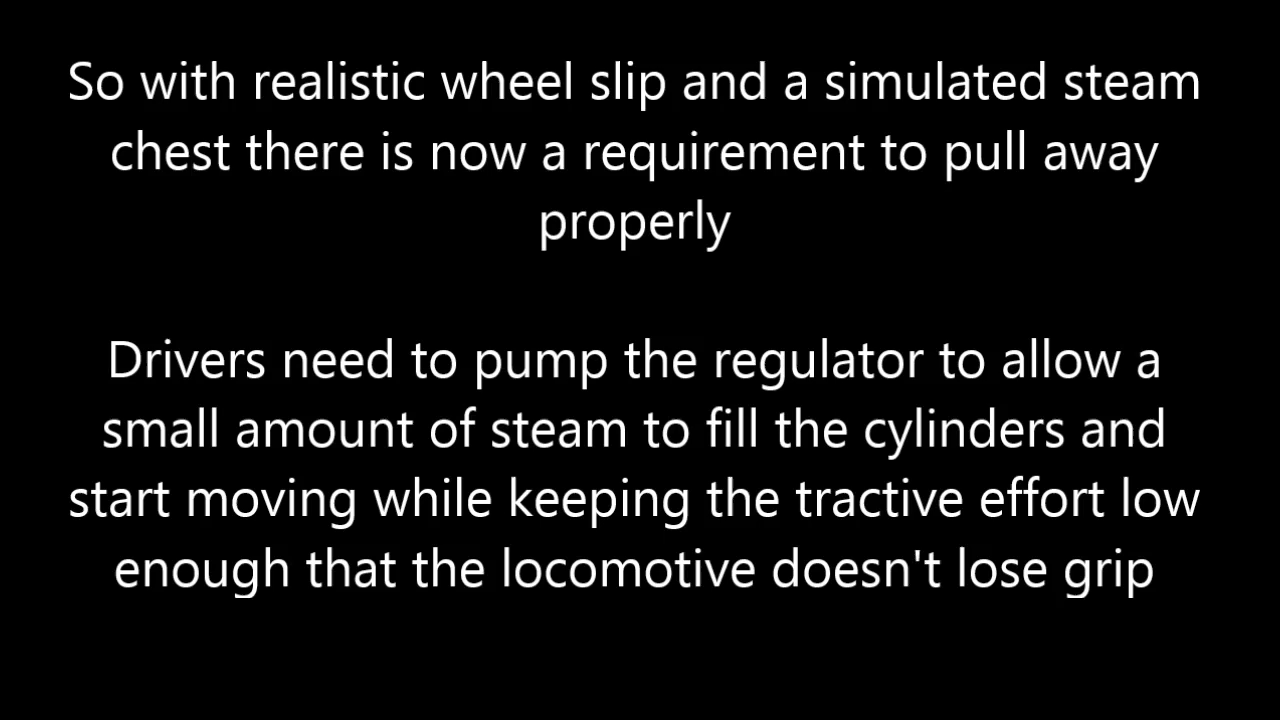 So with realistic wheel slip and a simulated steam
chest there is now a requirement to pull away
properly
Drivers need to pump the regulator to allow a
small amount of steam to fill the cylinders and
start moving while keeping the tractive effort low
enough that the locomotive doesn't lose grip